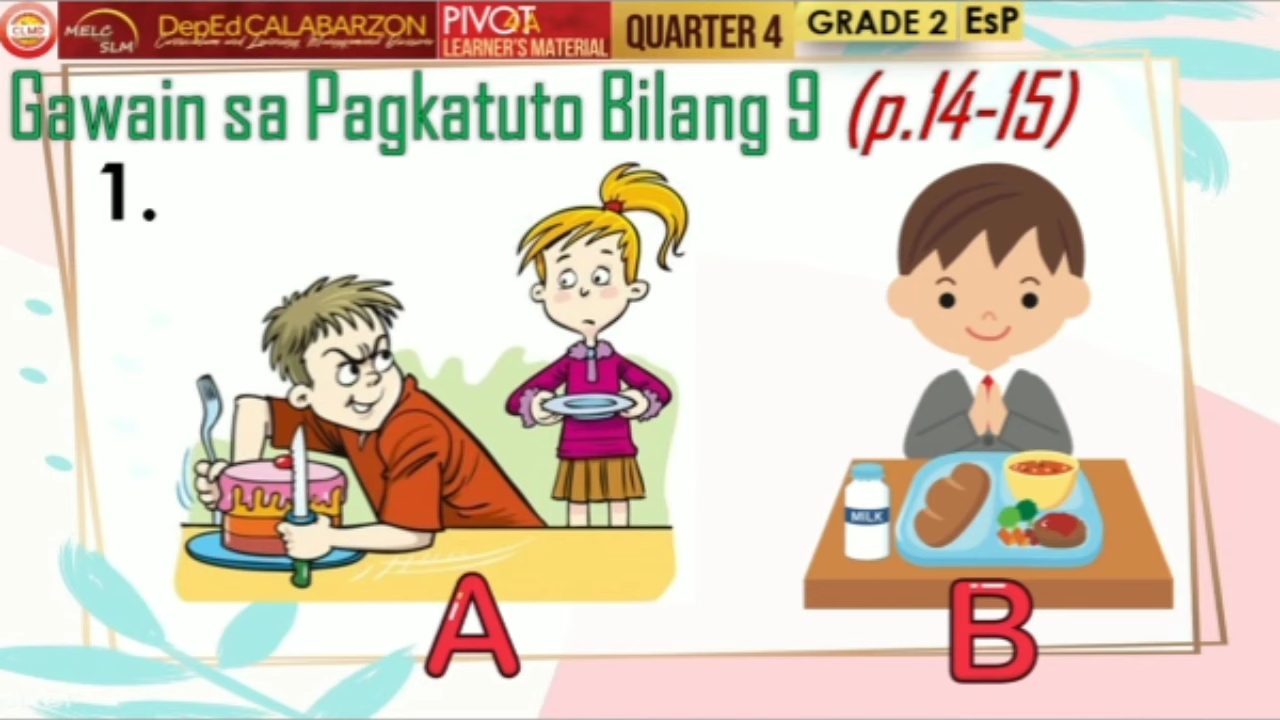 CLMD
MELC
SLM
DepEd CALABARZON
PIVOT 4A
LEARNER'S MATERIAL
QUARTER 4
GRADE 2
EsP
Gawain sa Pagkatuto Bilang 9 (p.14-15)
1.
MILK
A
B